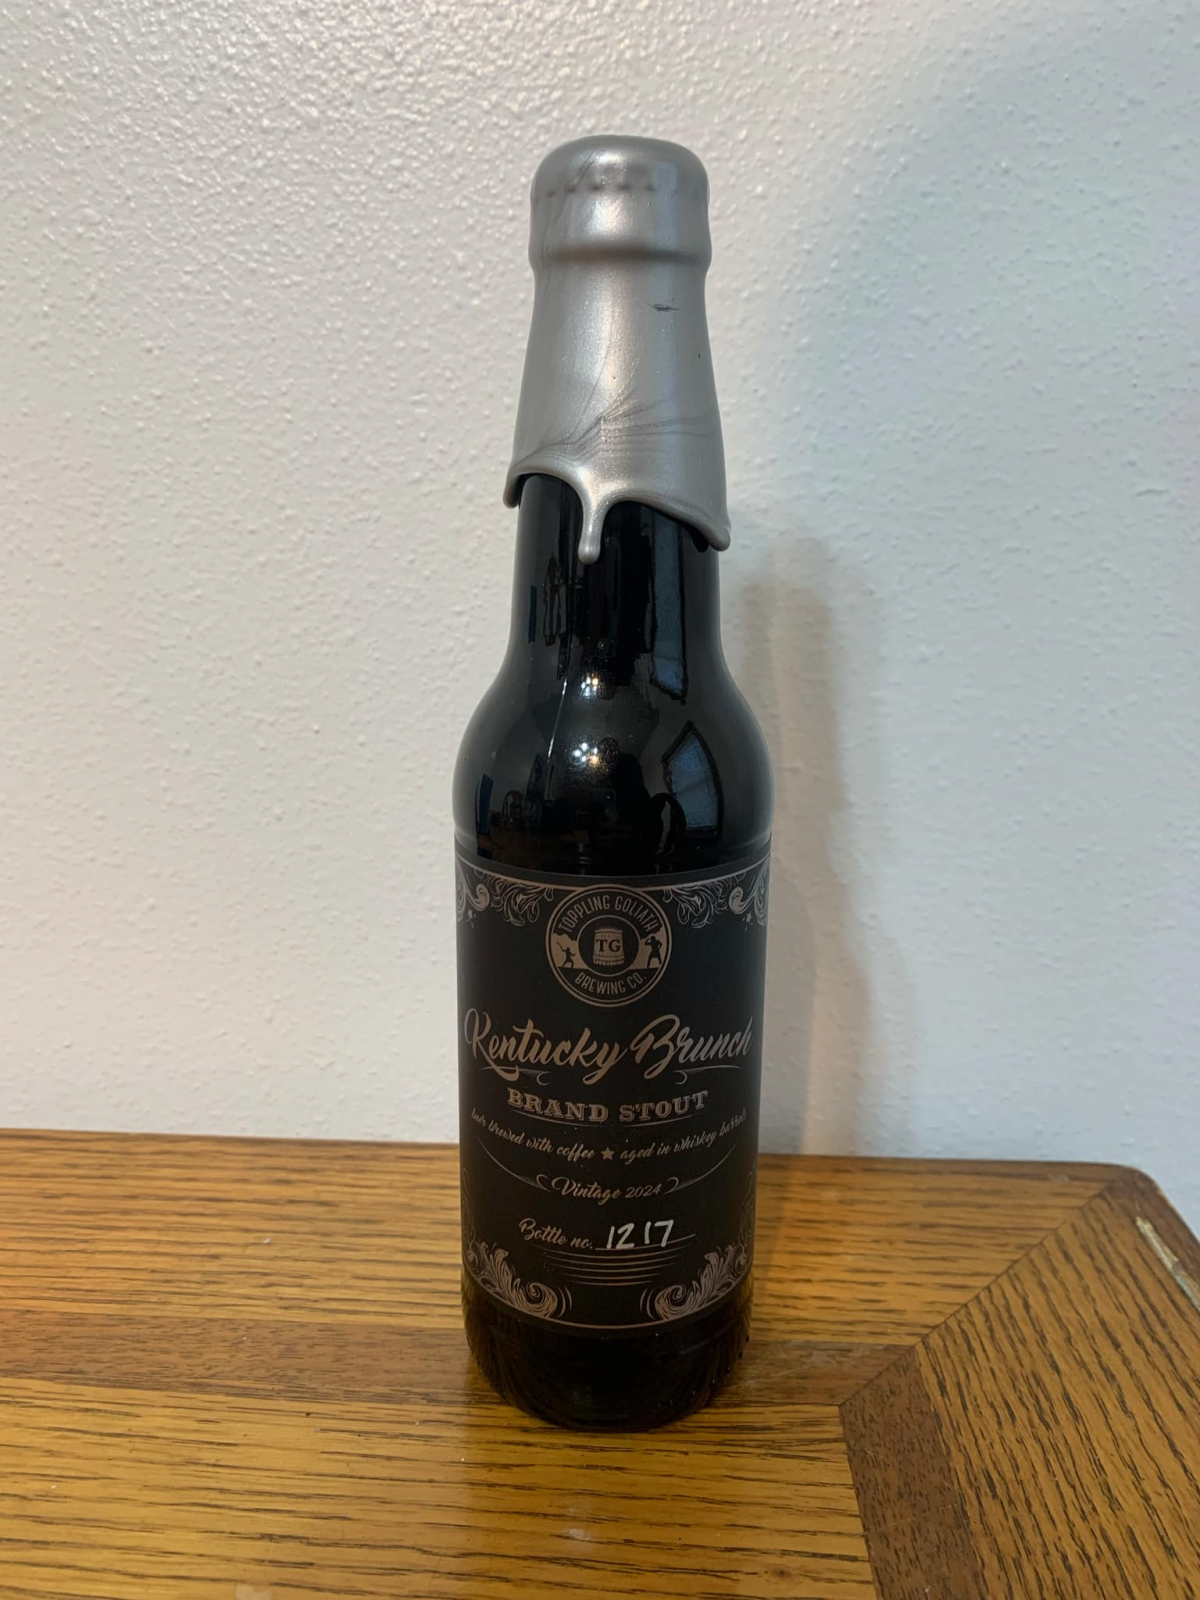 TOPPLING GOLIATH
TG
BREWING CO.
Kentucky Brunch
BRAND STOUT
beer brewed with coffee ★ aged in whiskey barrels
Vintage 2024
Bottle no. 1217